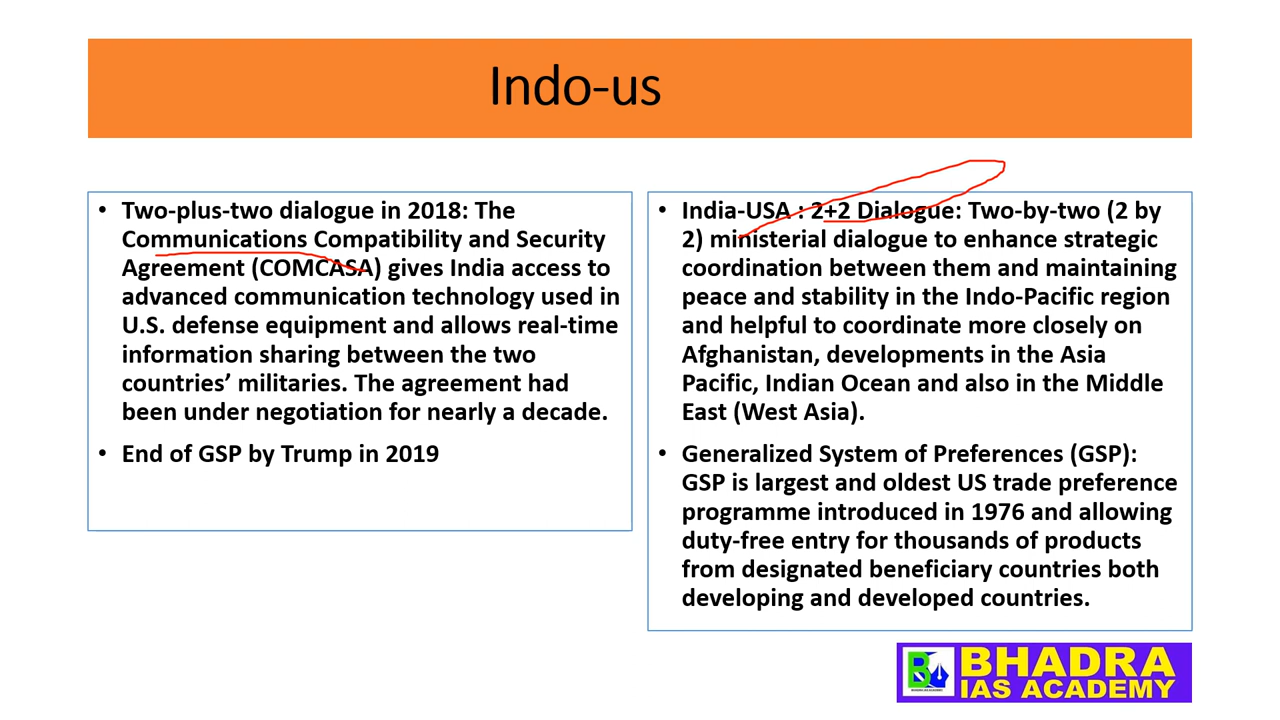 Indo-us
• Two-plus-two dialogue in 2018: The
Communications Compatibility and Security
Agreement (COMCASA) gives India access to
advanced communication technology used in
U.S. defense equipment and allows real-time
information sharing between the two
countries’ militaries. The agreement had
been under negotiation for nearly a decade.
• End of GSP by Trump in 2019
• India-USA : 2+2 Dialogue: Two-by-two (2 by
2) ministerial dialogue to enhance strategic
coordination between them and maintaining
peace and stability in the Indo-Pacific region
and helpful to coordinate more closely on
Afghanistan, developments in the Asia
Pacific, Indian Ocean and also in the Middle
East (West Asia).
• Generalized System of Preferences (GSP):
GSP is largest and oldest US trade preference
programme introduced in 1976 and allowing
duty-free entry for thousands of products
from designated beneficiary countries both
developing and developed countries.
BHADRA
IAS ACADEMY